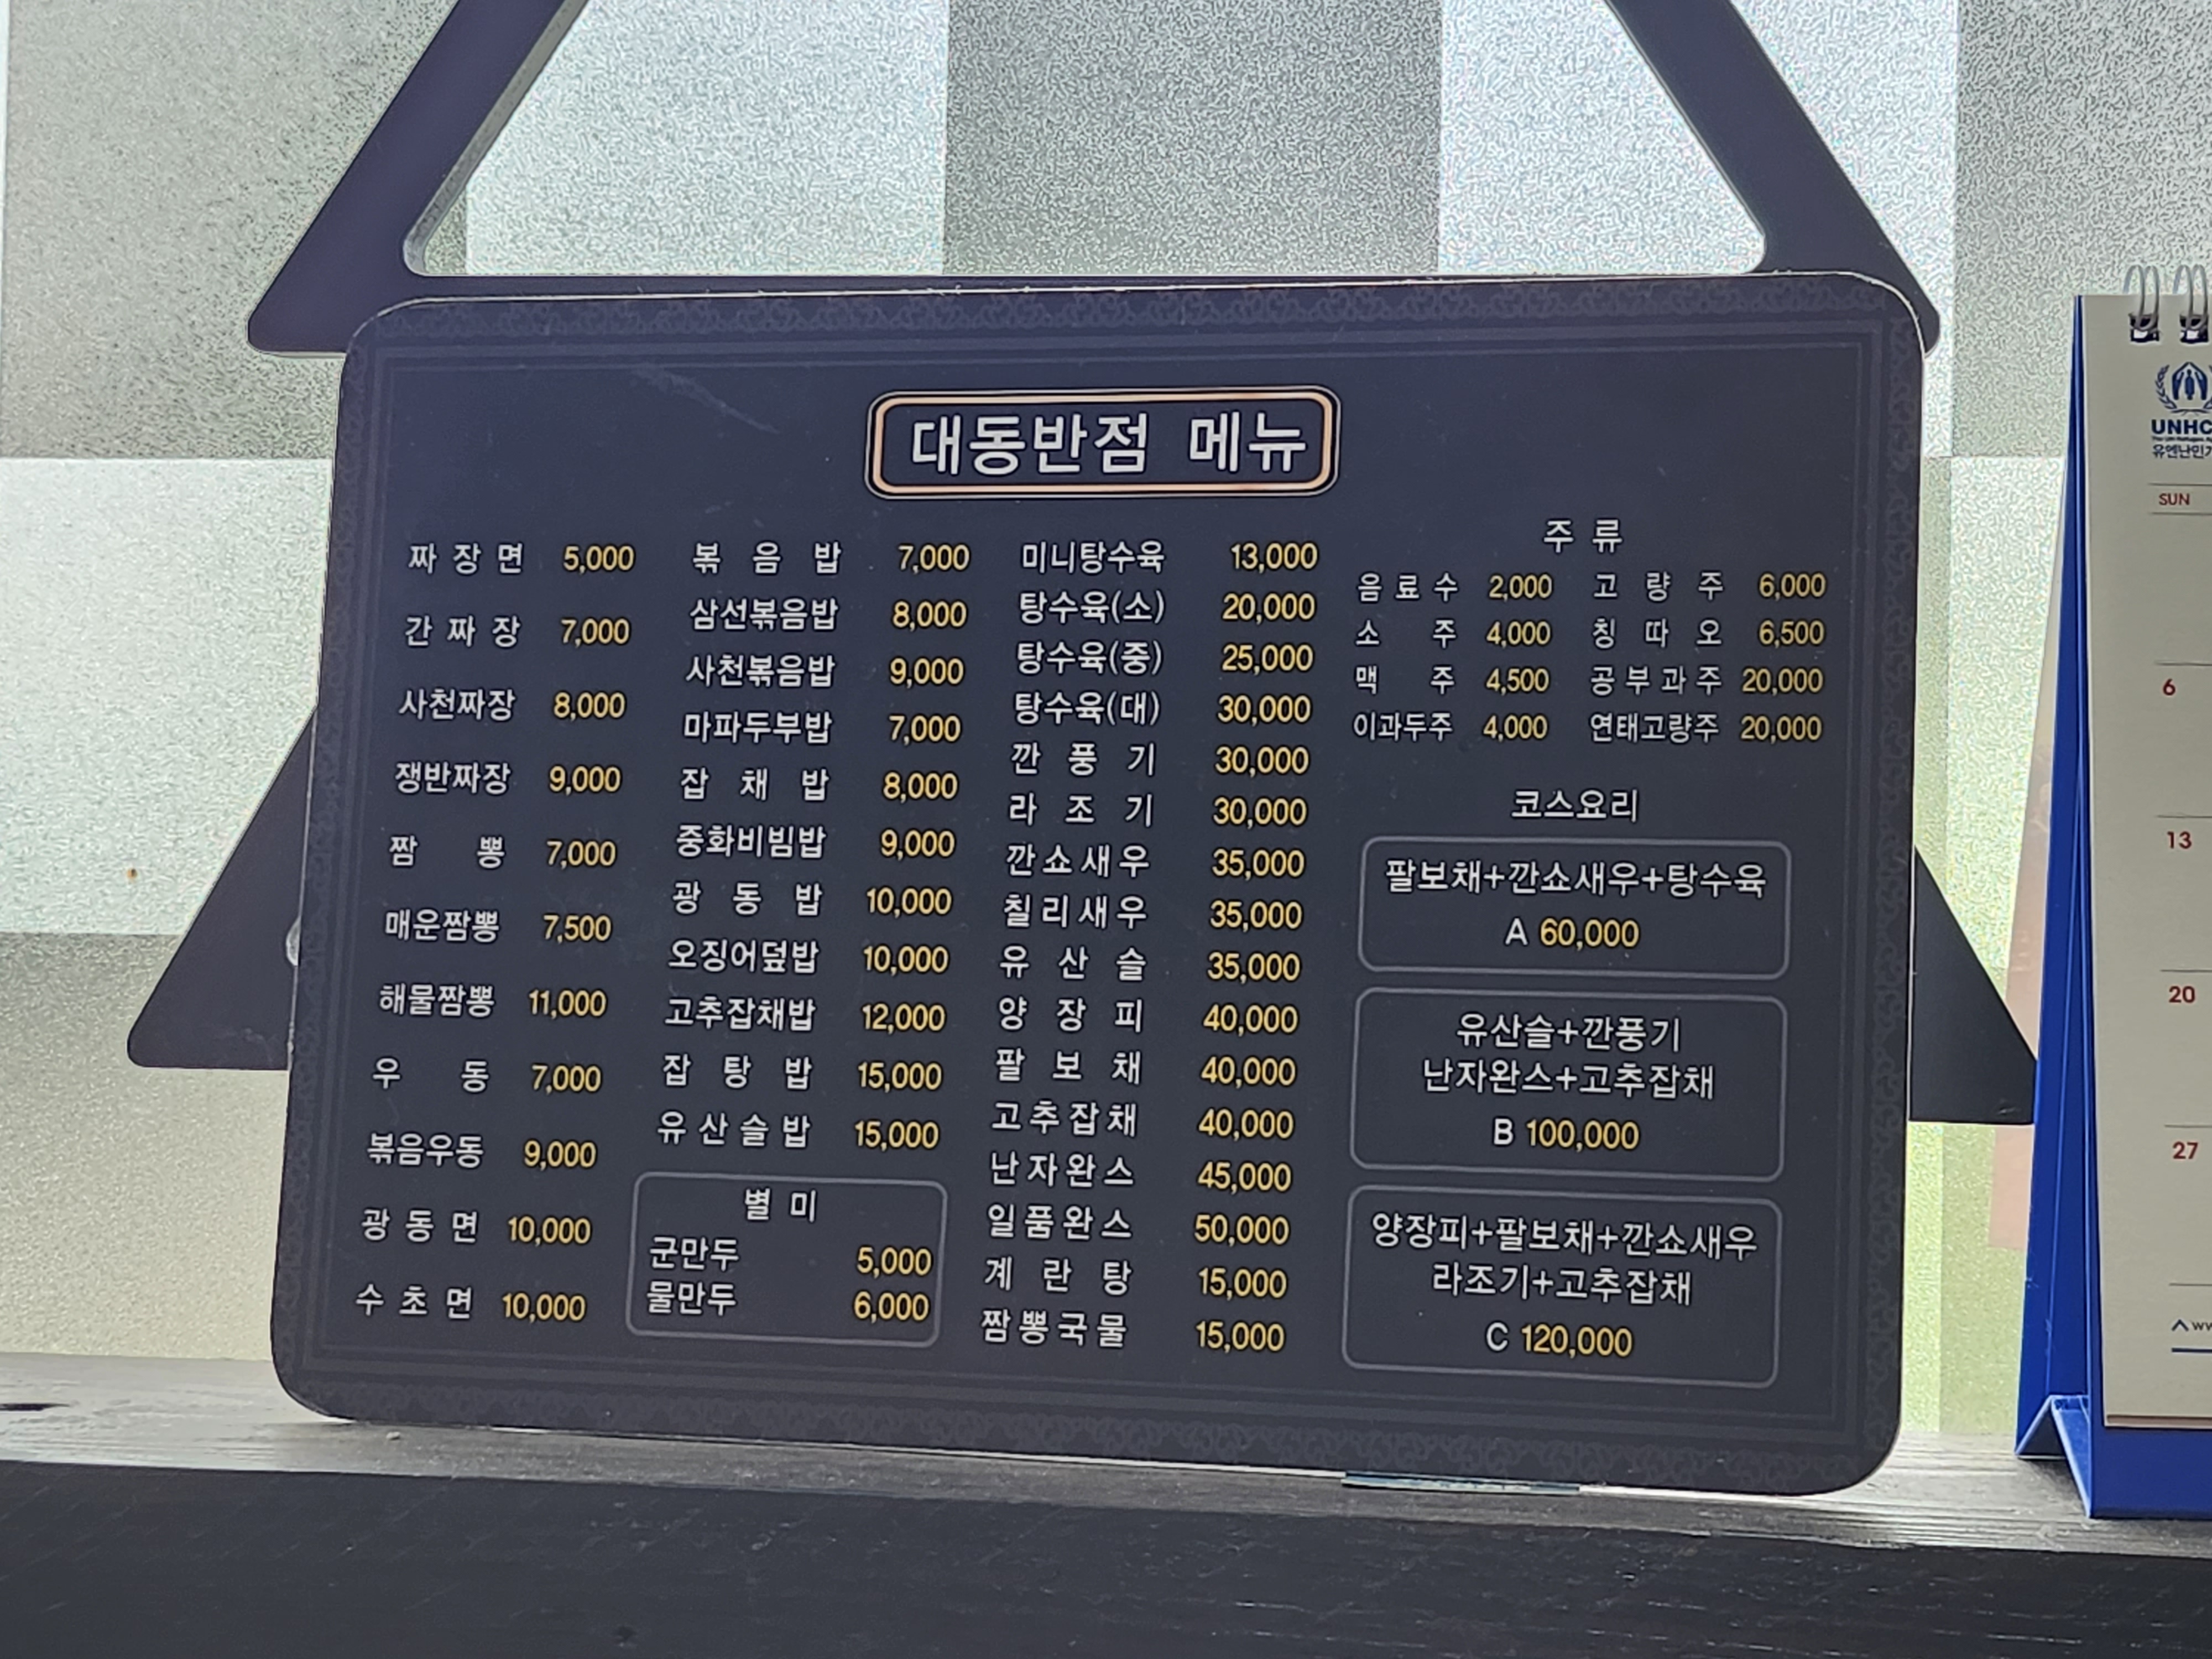 대동반점 메뉴
짜장면 5,000
간짜장 7,000
사천짜장 8,000
쟁반짜장 9,000
짬뽕 7,000
매운짬뽕 7,500
해물짬뽕 11,000
우동 7,000
볶음우동 9,000
광동면 10,000
수초면 10,000
볶음밥 7,000
삼선볶음밥 8,000
사천볶음밥 9,000
마파두부밥 7,000
잡채밥 8,000
중화비빔밥 9,000
광동밥 10,000
오징어덮밥 10,000
고추잡채밥 12,000
잡탕밥 15,000
유산슬밥 15,000
별미
군만두 5,000
물만두 6,000
미니탕수육 13,000
탕수육(소) 20,000
탕수육(중) 25,000
탕수육(대) 30,000
깐풍기 30,000
라조기 30,000
깐쇼새우 35,000
칠리새우 35,000
유산슬 35,000
양장피 40,000
팔보채 40,000
고추잡채 40,000
난자완스 45,000
일품완스 50,000
계란탕 15,000
짬뽕국물 15,000
주류
음료수 2,000 고량주 6,000
소주 4,000 칭따오 6,500
맥주 4,500 공부과주 20,000
이과두주 4,000 연태고량주 20,000
코스요리
팔보채+깐쇼새우+탕수육
A 60,000
유산슬+깐풍기
난자완스+고추잡채
B 100,000
양장피+팔보채+깐쇼새우
라조기+고추잡채
C 120,000
UNHC
유엔난민기
SUN
6
13
20
27